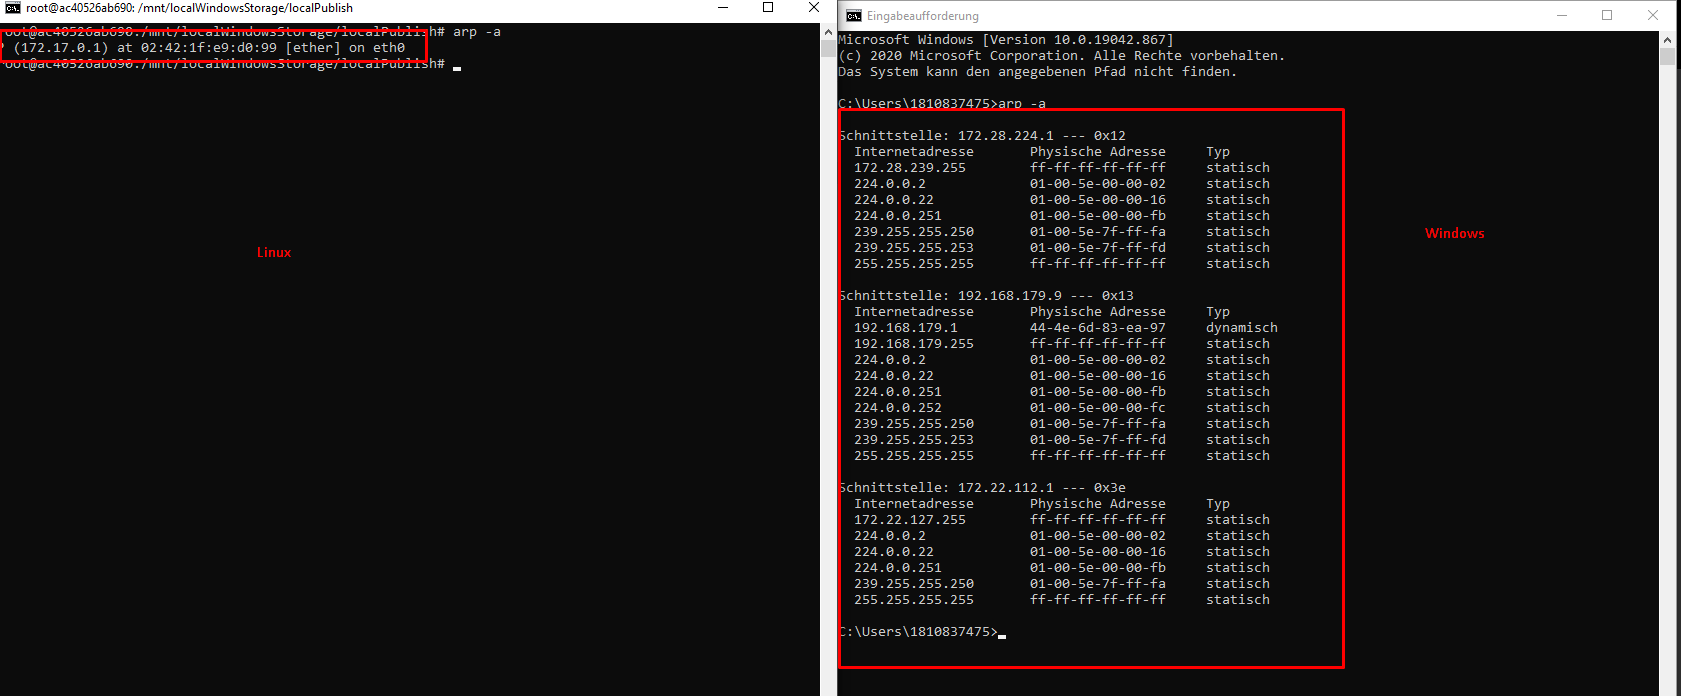 root@ac40526ab690: /mnt/localWindowsStorage/localPublish
root@ac40526ab690:/mnt/localWindowsStorage/localPublish# arp -a
? (172.17.0.1) at 02:42:1f:e9:d0:99 [ether] on eth0
root@ac40526ab690:/mnt/localWindowsStorage/localPublish#
Linux
Eingabeaufforderung
Microsoft Windows [Version 10.0.19042.867]
(c) 2020 Microsoft Corporation. Alle Rechte vorbehalten.
Das System kann den angegebenen Pfad nicht finden.
C:\Users\1810837475>arp -a
Schnittstelle: 172.28.224.1 --- 0x12
Internetadresse Physische Adresse Typ
172.28.239.255 ff-ff-ff-ff-ff-ff statisch
224.0.0.2 01-00-5e-00-00-02 statisch
224.0.0.22 01-00-5e-00-00-16 statisch
224.0.0.251 01-00-5e-00-00-fb statisch
239.255.255.250 01-00-5e-7f-ff-fa statisch
239.255.255.253 01-00-5e-7f-ff-fd statisch
255.255.255.255 ff-ff-ff-ff-ff-ff statisch
Schnittstelle: 192.168.179.9 --- 0x13
Internetadresse Physische Adresse Typ
192.168.179.1 44-4e-6d-83-ea-97 dynamisch
192.168.179.255 ff-ff-ff-ff-ff-ff statisch
224.0.0.2 01-00-5e-00-00-02 statisch
224.0.0.22 01-00-5e-00-00-16 statisch
224.0.0.251 01-00-5e-00-00-fb statisch
224.0.0.252 01-00-5e-00-00-fc statisch
239.255.255.250 01-00-5e-7f-ff-fa statisch
239.255.255.253 01-00-5e-7f-ff-fd statisch
255.255.255.255 ff-ff-ff-ff-ff-ff statisch
Schnittstelle: 172.22.112.1 --- 0x3e
Internetadresse Physische Adresse Typ
172.22.127.255 ff-ff-ff-ff-ff-ff statisch
224.0.0.2 01-00-5e-00-00-02 statisch
224.0.0.22 01-00-5e-00-00-16 statisch
224.0.0.251 01-00-5e-00-00-fb statisch
239.255.255.250 01-00-5e-7f-ff-fa statisch
255.255.255.255 ff-ff-ff-ff-ff-ff statisch
C:\Users\1810837475>
Windows